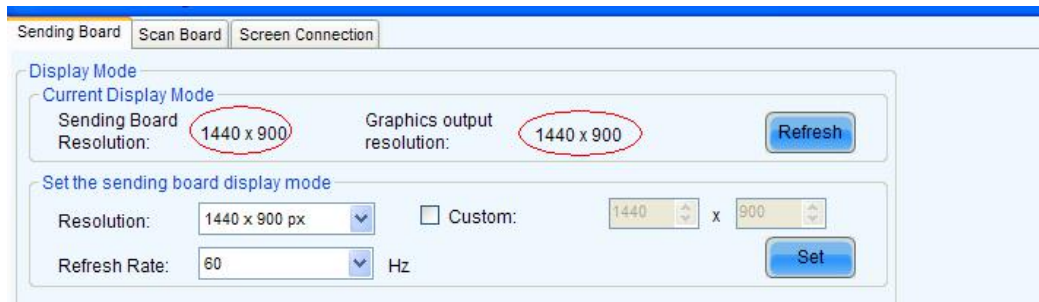 Sending Board Scan Board Screen Connection
Display Mode
Current Display Mode
Sending Board Resolution: 1440 x 900 Graphics output resolution: 1440 x 900 Refresh
Set the sending board display mode
Resolution: 1440 x 900 px Custom: 1440 x 900
Refresh Rate: 60 Hz Set